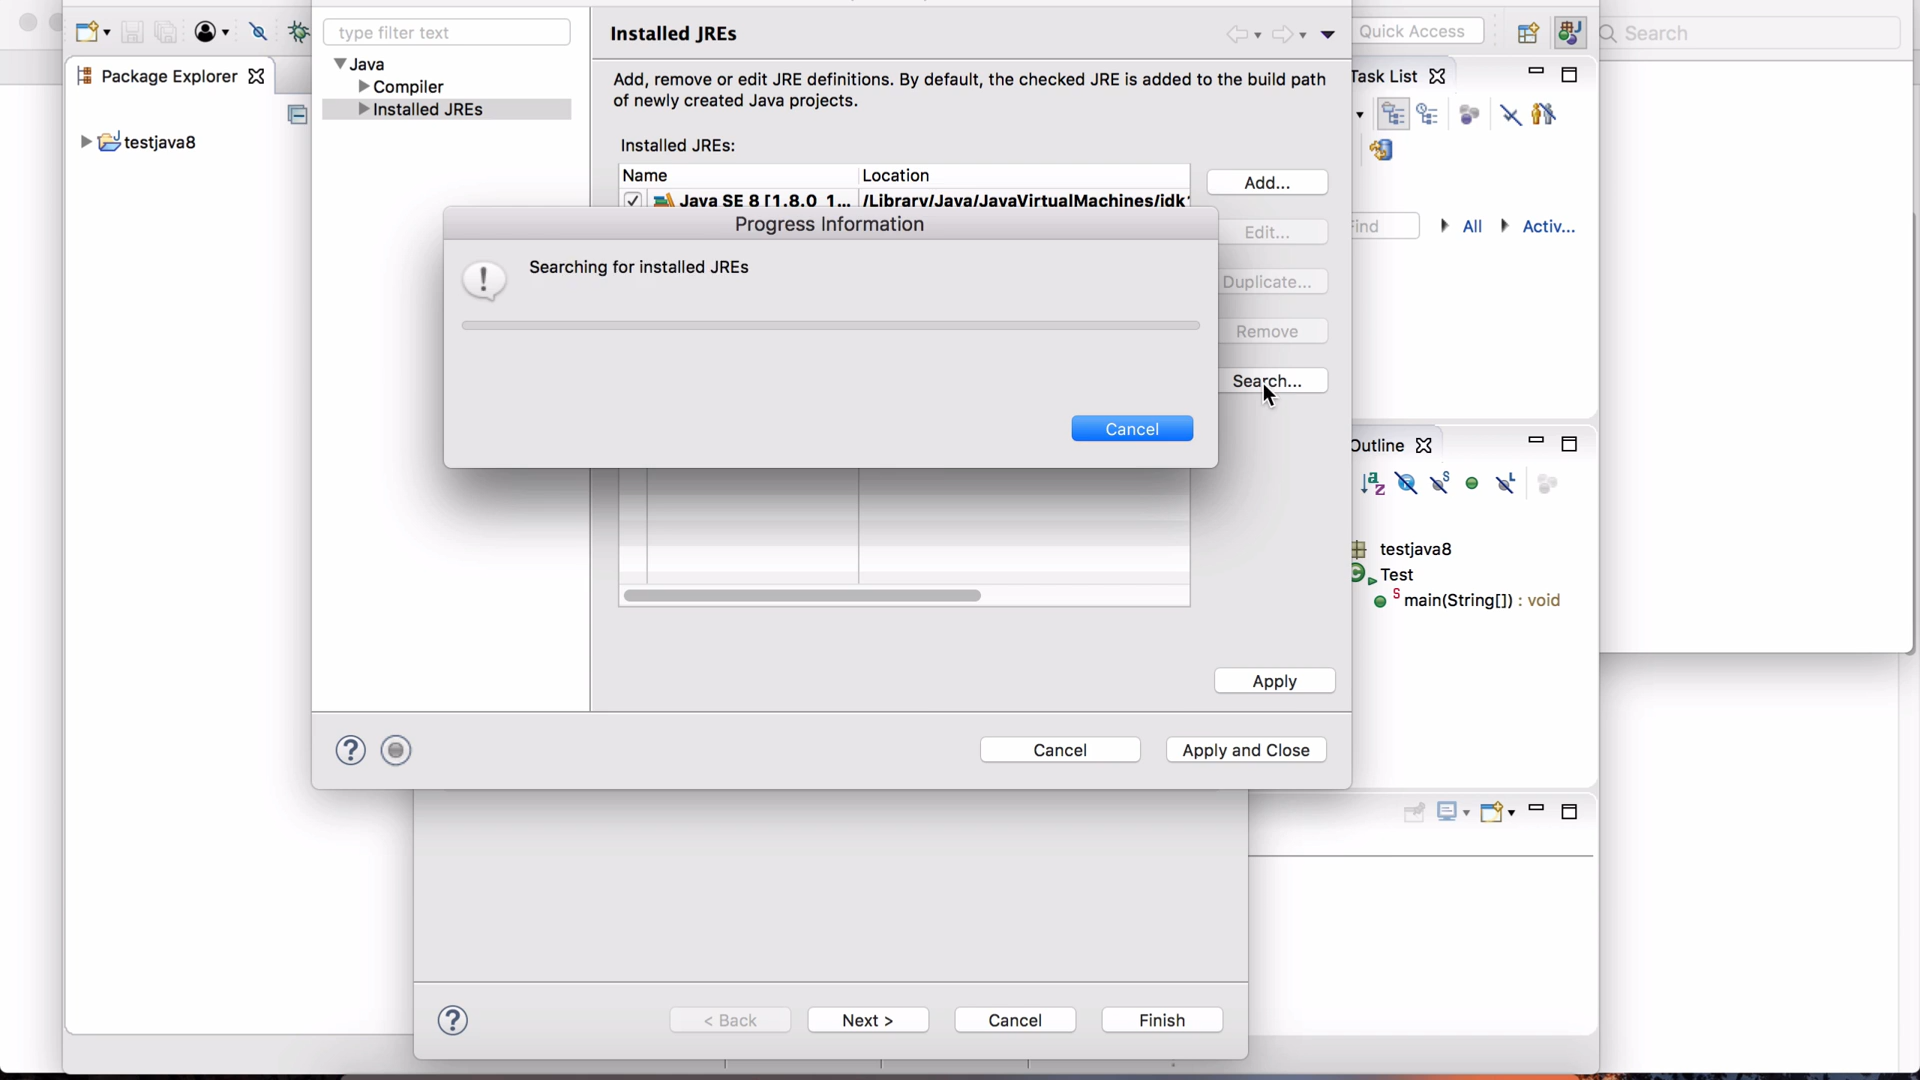 type filter text
Installed JREs
Quick Access
Search
Java
Compiler
Installed JREs
Package Explorer
testjava8
Add, remove or edit JRE definitions. By default, the checked JRE is added to the build path
of newly created Java projects.
Installed JREs:
Name
Location
Java SE 8 [1.8.0_1...
/Library/Java/JavaVirtualMachines/jdk1
Add...
Edit...
Duplicate...
Remove
Search...
Progress Information
Searching for installed JREs
Cancel
Apply
Cancel
Apply and Close
Task List
Find
All
Activ...
Outline
testjava8
Test
main(String[]) : void
< Back
Next >
Cancel
Finish